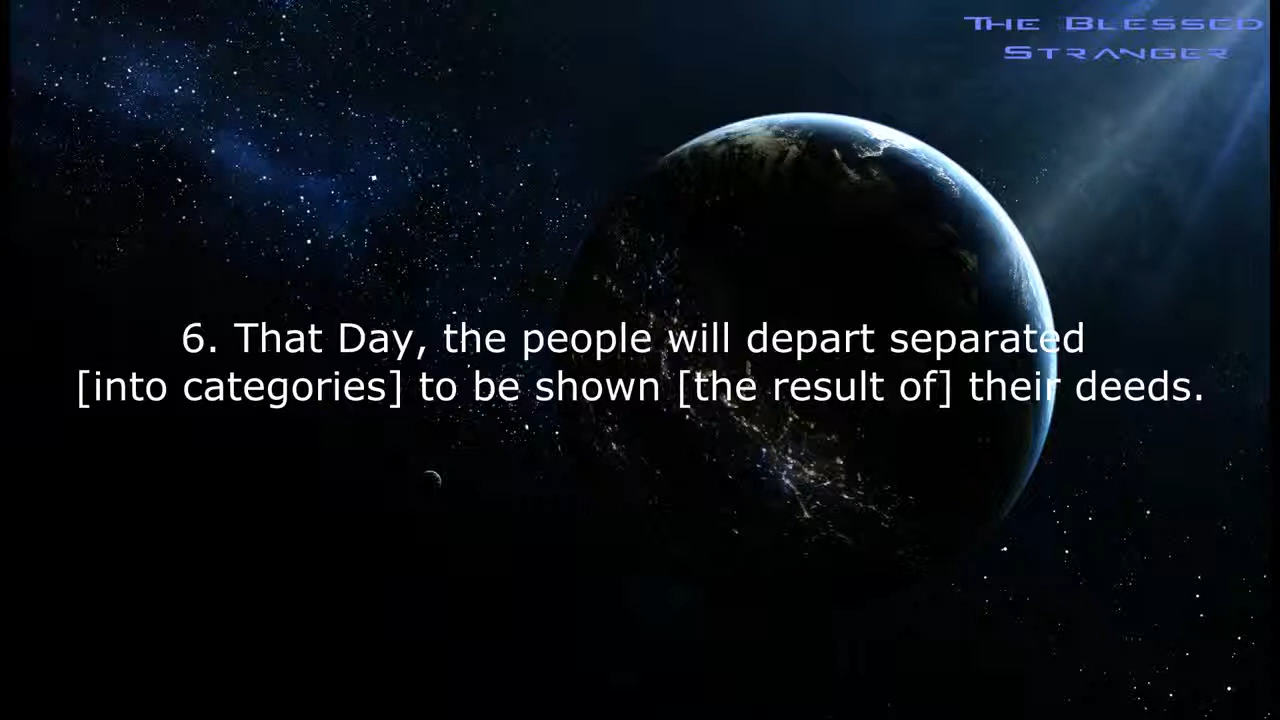 The Blessed
Stranger
6. That Day, the people will depart separated
[into categories] to be shown [the result of] their deeds.